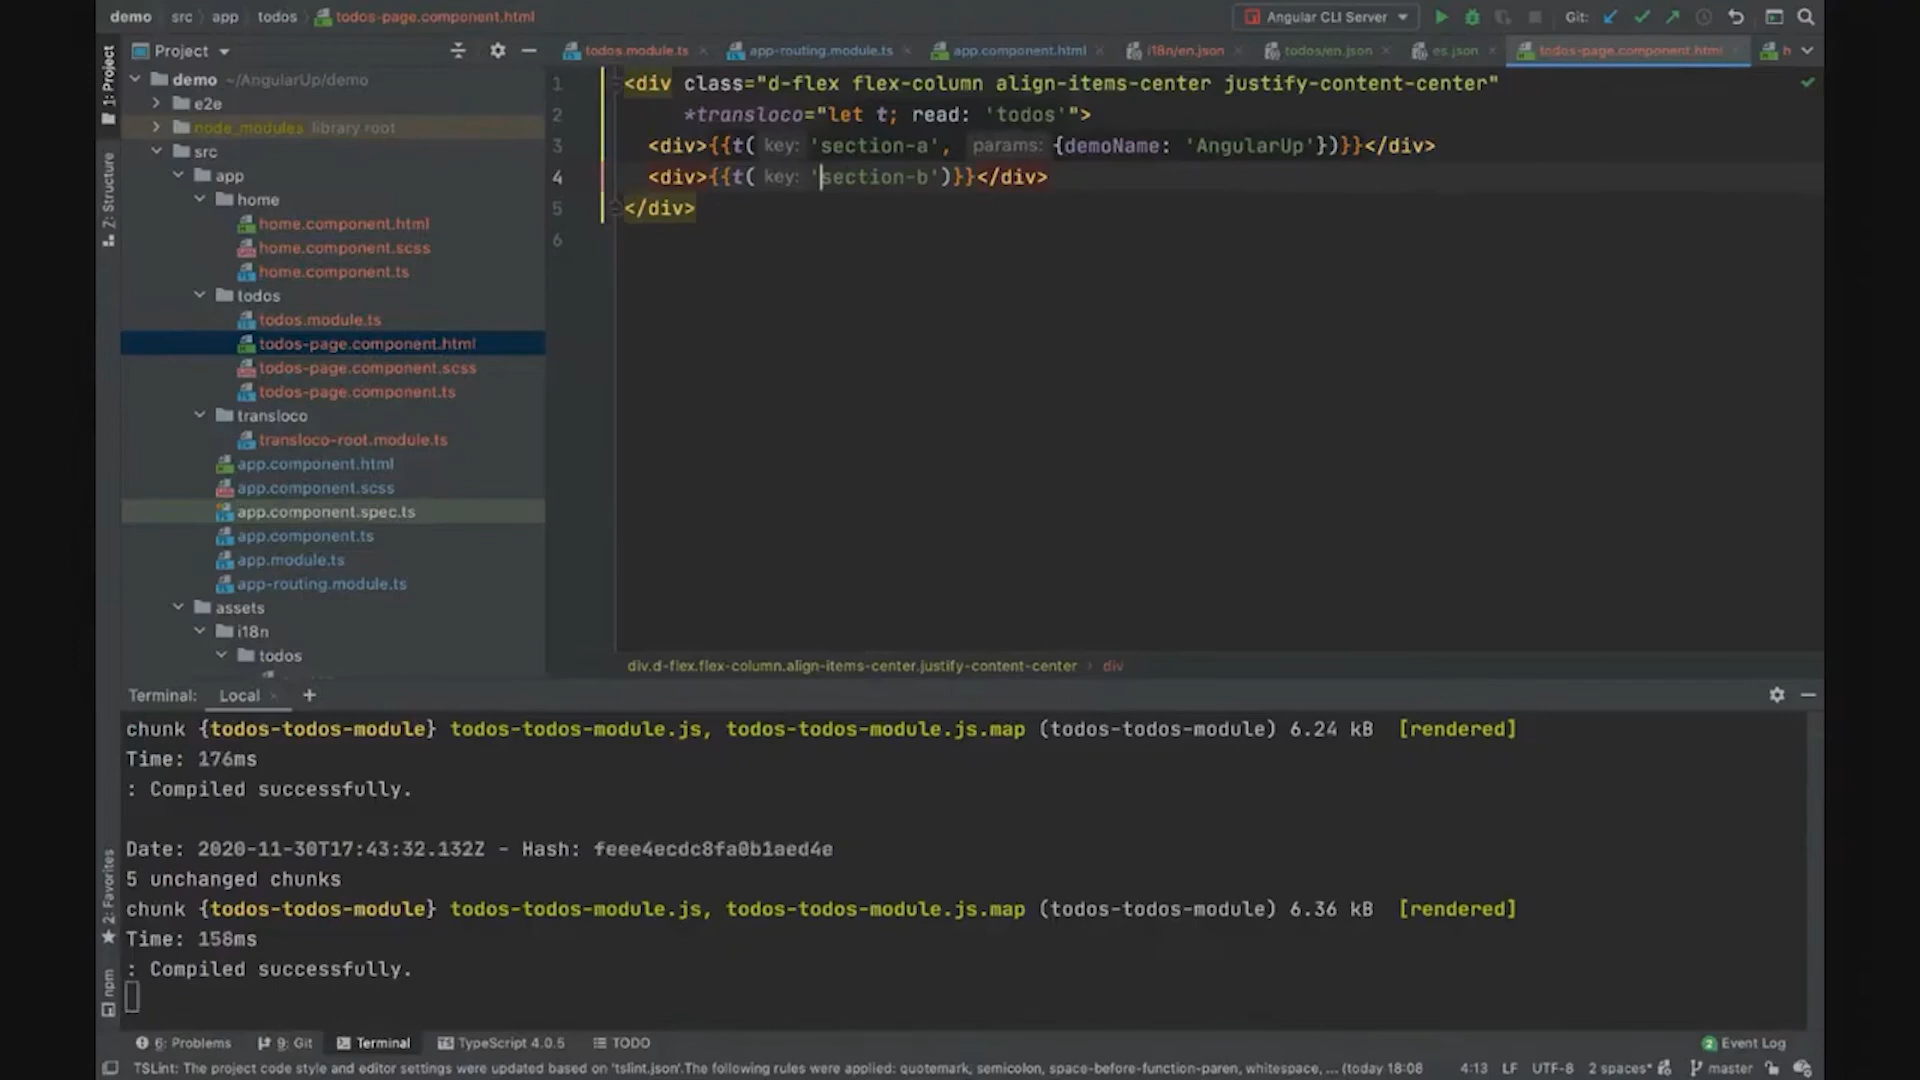 demo src app todos todos-page.component.html Angular CLI Server Git:
1: Project
Z: Structure
2: Favorites
npm
Project
demo ~/AngularUp/demo
e2e
node_modules library root
src
app
home
home.component.html
home.component.scss
home.component.ts
todos
todos.module.ts
todos-page.component.html
todos-page.component.scss
todos-page.component.ts
transloco
transloco-root.module.ts
app.component.html
app.component.scss
app.component.spec.ts
app.component.ts
app.module.ts
app-routing.module.ts
assets
i18n
todos
todos.module.ts app-routing.module.ts app.component.html i18n/en.json todos/en.json es.json todos-page.component.html h
1 <div class="d-flex flex-column align-items-center justify-content-center"
2 *transloco="let t; read: 'todos'">
3 <div>{{t( key: 'section-a', params: {demoName: 'AngularUp'})}}</div>
4 <div>{{t( key: 'section-b')}}</div>
5 </div>
6
div.d-flex.flex-column.align-items-center.justify-content-center › div
Terminal: Local +
chunk {todos-todos-module} todos-todos-module.js, todos-todos-module.js.map (todos-todos-module) 6.24 kB [rendered]
Time: 176ms
: Compiled successfully.
Date: 2020-11-30T17:43:32.132Z - Hash: feee4ecdc8fa0b1aed4e
5 unchanged chunks
chunk {todos-todos-module} todos-todos-module.js, todos-todos-module.js.map (todos-todos-module) 6.36 kB [rendered]
Time: 158ms
: Compiled successfully.
6: Problems 9: Git Terminal TypeScript 4.0.5 TODO 2 Event Log
TSLint: The project code style and editor settings were updated based on 'tslint.json'.The following rules were applied: quotemark, semicolon, space-before-function-paren, whitespace, ... (today 18:08 4:13 LF UTF-8 2 spaces* master